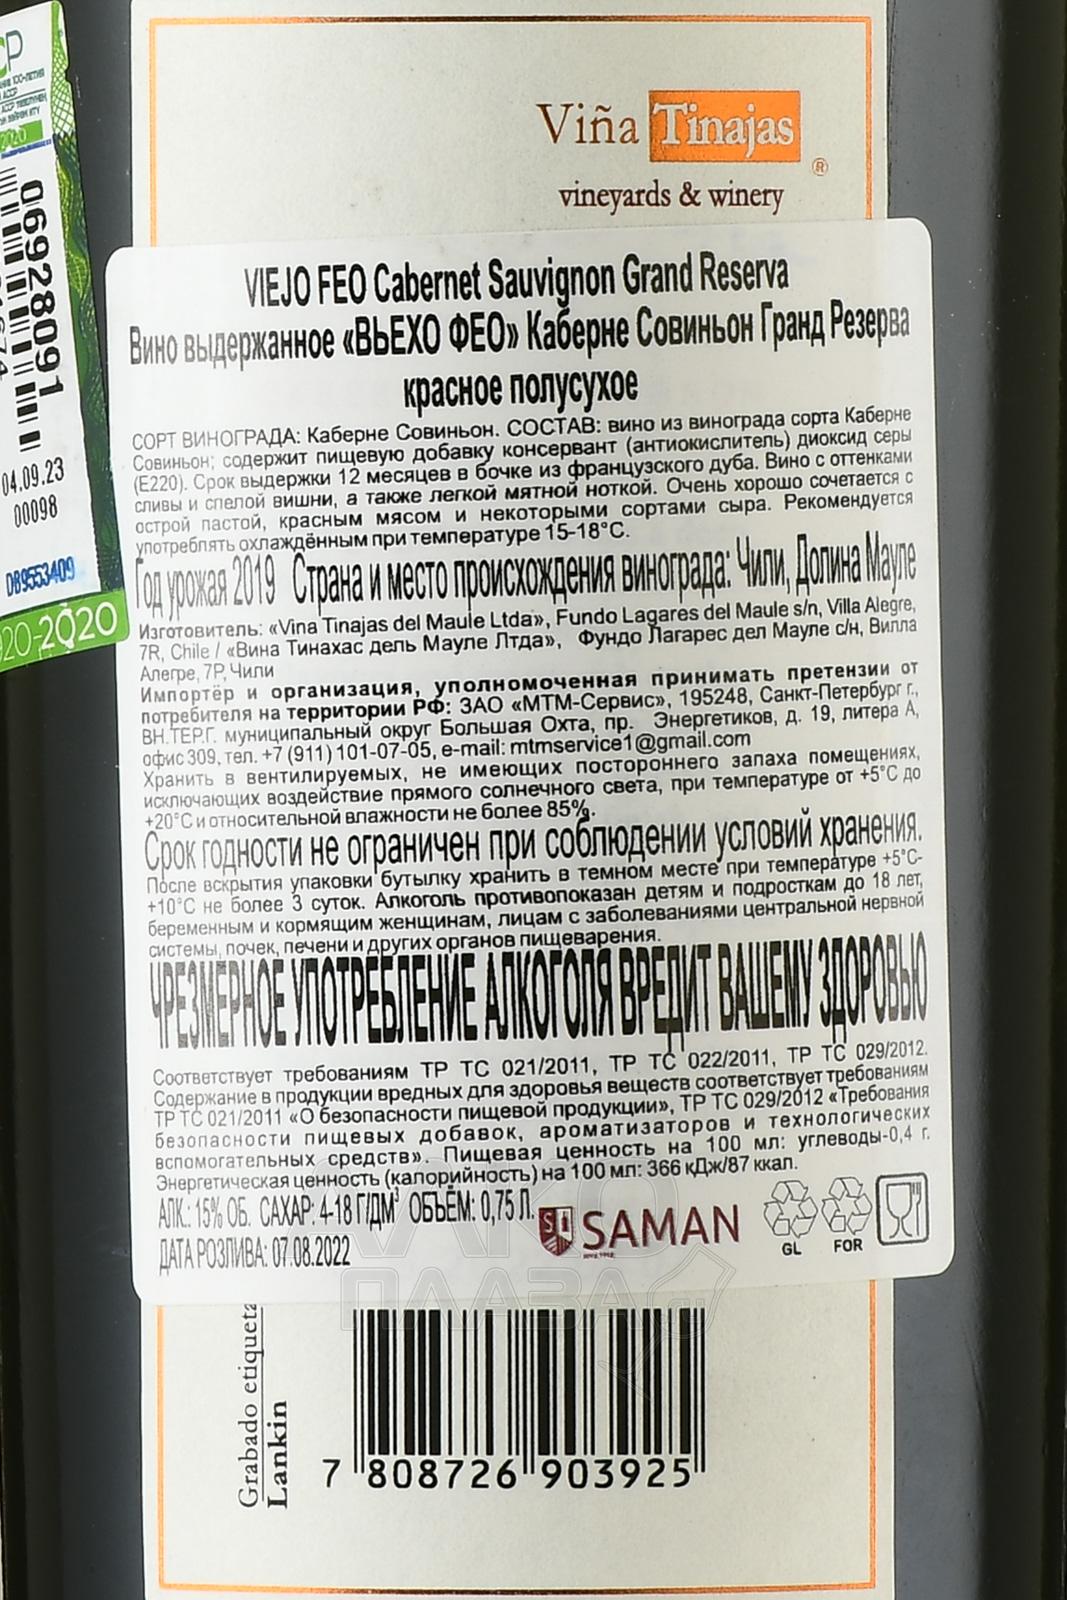 Viña Tinajas ®
vineyards & winery
VIEJO FEO Cabernet Sauvignon Grand Reserva
Вино выдержанное «ВЬЕХО ФЕО» Каберне Совиньон Гранд Резерва
красное полусухое
СОРТ ВИНОГРАДА: Каберне Совиньон. СОСТАВ: вино из винограда сорта Каберне
Совиньон; содержит пищевую добавку консервант (антиокислитель) диоксид серы
(Е220). Срок выдержки 12 месяцев в бочке из французского дуба. Вино с оттенками
сливы и спелой вишни, а также легкой мятной ноткой. Очень хорошо сочетается с
острой пастой, красным мясом и некоторыми сортами сыра. Рекомендуется
употреблять охлаждённым при температуре 15-18°С.
Год урожая 2019 Страна и место происхождения винограда: Чили, Долина Мауле
Изготовитель: «Vina Tinajas del Maule Ltda», Fundo Lagares del Maule s/n, Villa Alegre,
7R, Chile / «Вина Тинахас дель Мауле Лтда», Фундо Лагарес дел Мауле с/н, Вилла
Алегре, 7Р, Чили
Импортёр и организация, уполномоченная принимать претензии от
потребителя на территории РФ: ЗАО «МТМ-Сервис», 195248, Санкт-Петербург г.,
ВН.ТЕР.Г. муниципальный округ Большая Охта, пр. Энергетиков, д. 19, литера А,
офис 309, тел. +7 (911) 101-07-05, e-mail: mtmservice1@gmail.com
Хранить в вентилируемых, не имеющих постороннего запаха помещениях,
исключающих воздействие прямого солнечного света, при температуре от +5°С до
+20°С и относительной влажности не более 85%.
Срок годности не ограничен при соблюдении условий хранения.
После вскрытия упаковки бутылку хранить в темном месте при температуре +5°С-
+10°С не более 3 суток. Алкоголь противопоказан детям и подросткам до 18 лет,
беременным и кормящим женщинам, лицам с заболеваниями центральной нервной
системы, почек, печени и других органов пищеварения.
ЧРЕЗМЕРНОЕ УПОТРЕБЛЕНИЕ АЛКОГОЛЯ ВРЕДИТ ВАШЕМУ ЗДОРОВЬЮ
Соответствует требованиям ТР ТС 021/2011, ТР ТС 022/2011, ТР ТС 029/2012.
Содержание в продукции вредных для здоровья веществ соответствует требованиям
ТР ТС 021/2011 «О безопасности пищевой продукции», ТР ТС 029/2012 «Требования
безопасности пищевых добавок, ароматизаторов и технологических
вспомогательных средств». Пищевая ценность на 100 мл: углеводы-0,4 г.
Энергетическая ценность (калорийность) на 100 мл: 366 кДж/87 ккал.
АЛК.: 15% ОБ. САХАР: 4-18 Г/ДМ³ ОБЪЁМ: 0,75 Л.
ДАТА РОЗЛИВА: 07.08.2022
SAMAN
GL
FOR
Grabado etiqueta
Lankin
7 808726 903925
06928091
04.09.23
00098
DB9553409
020-2020
АЛКО
ПЛАЗА